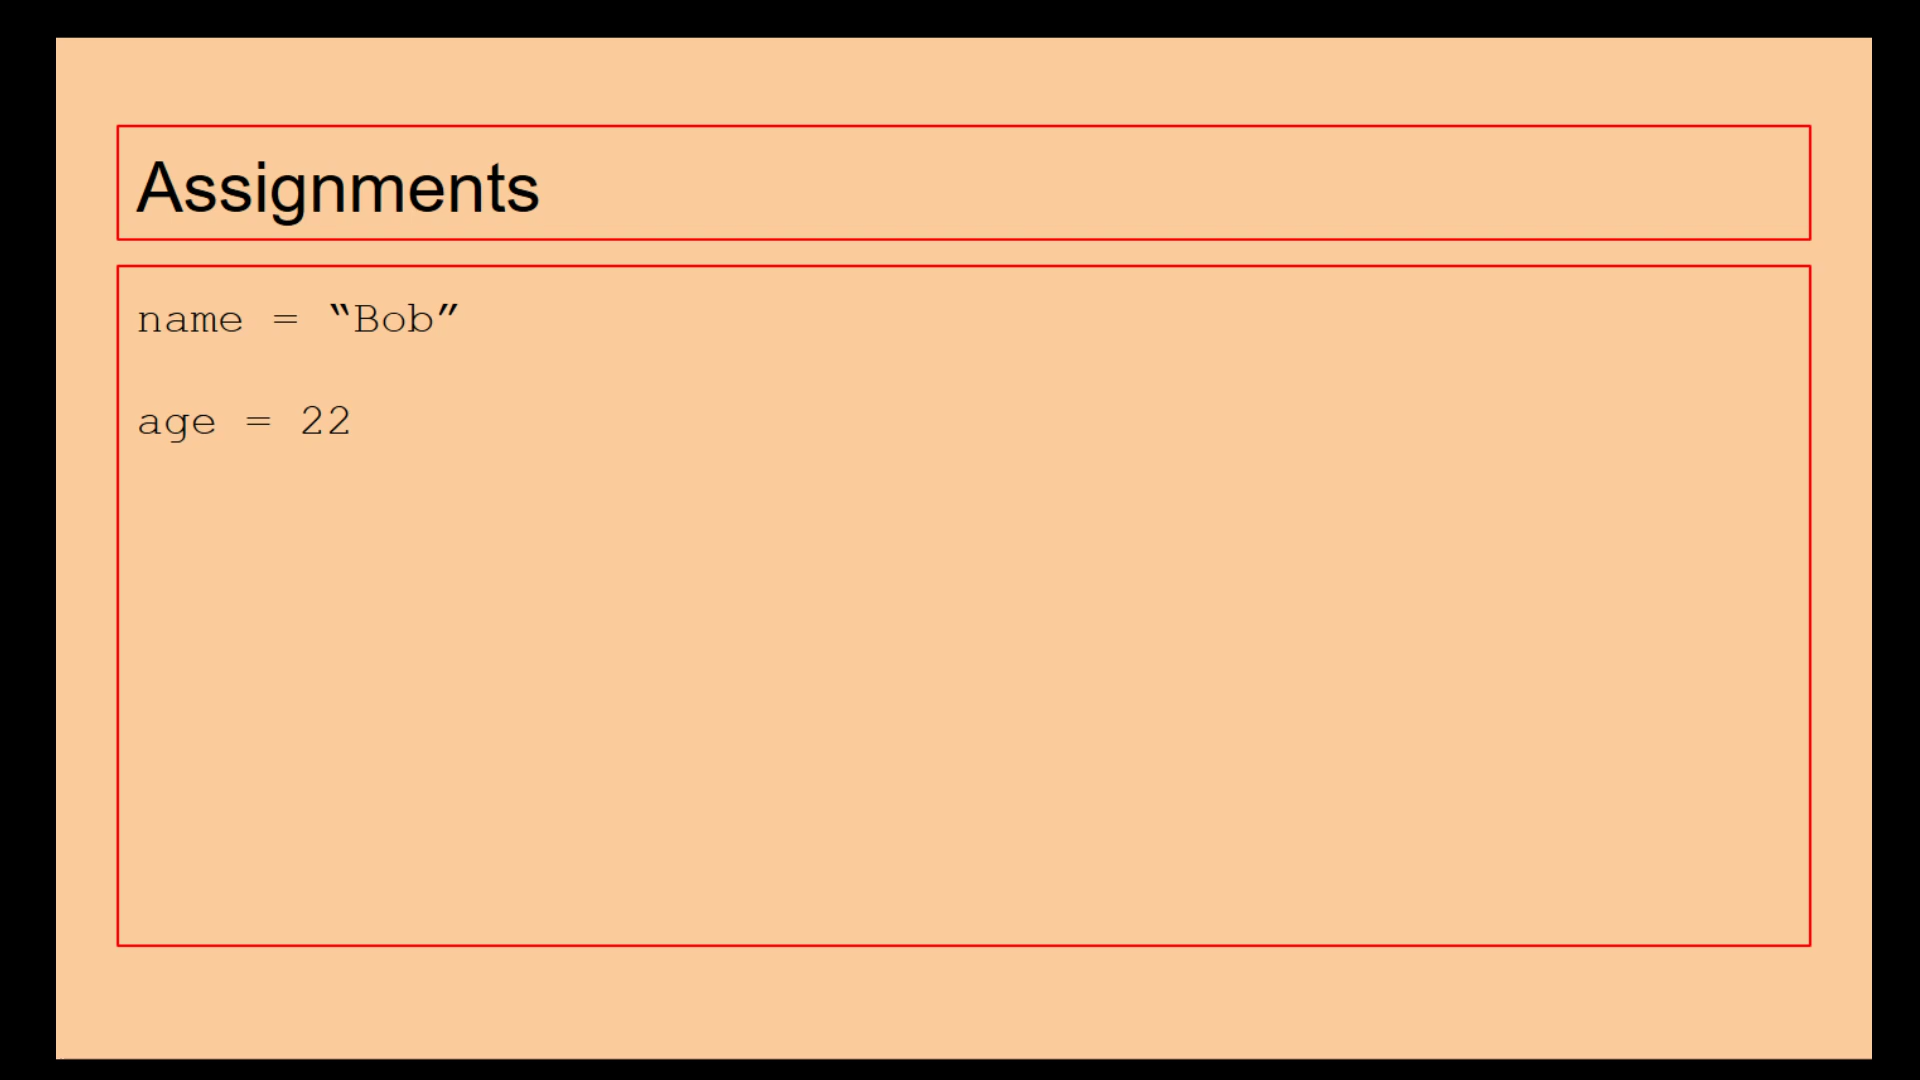 Assignments
name = “Bob”
age = 22